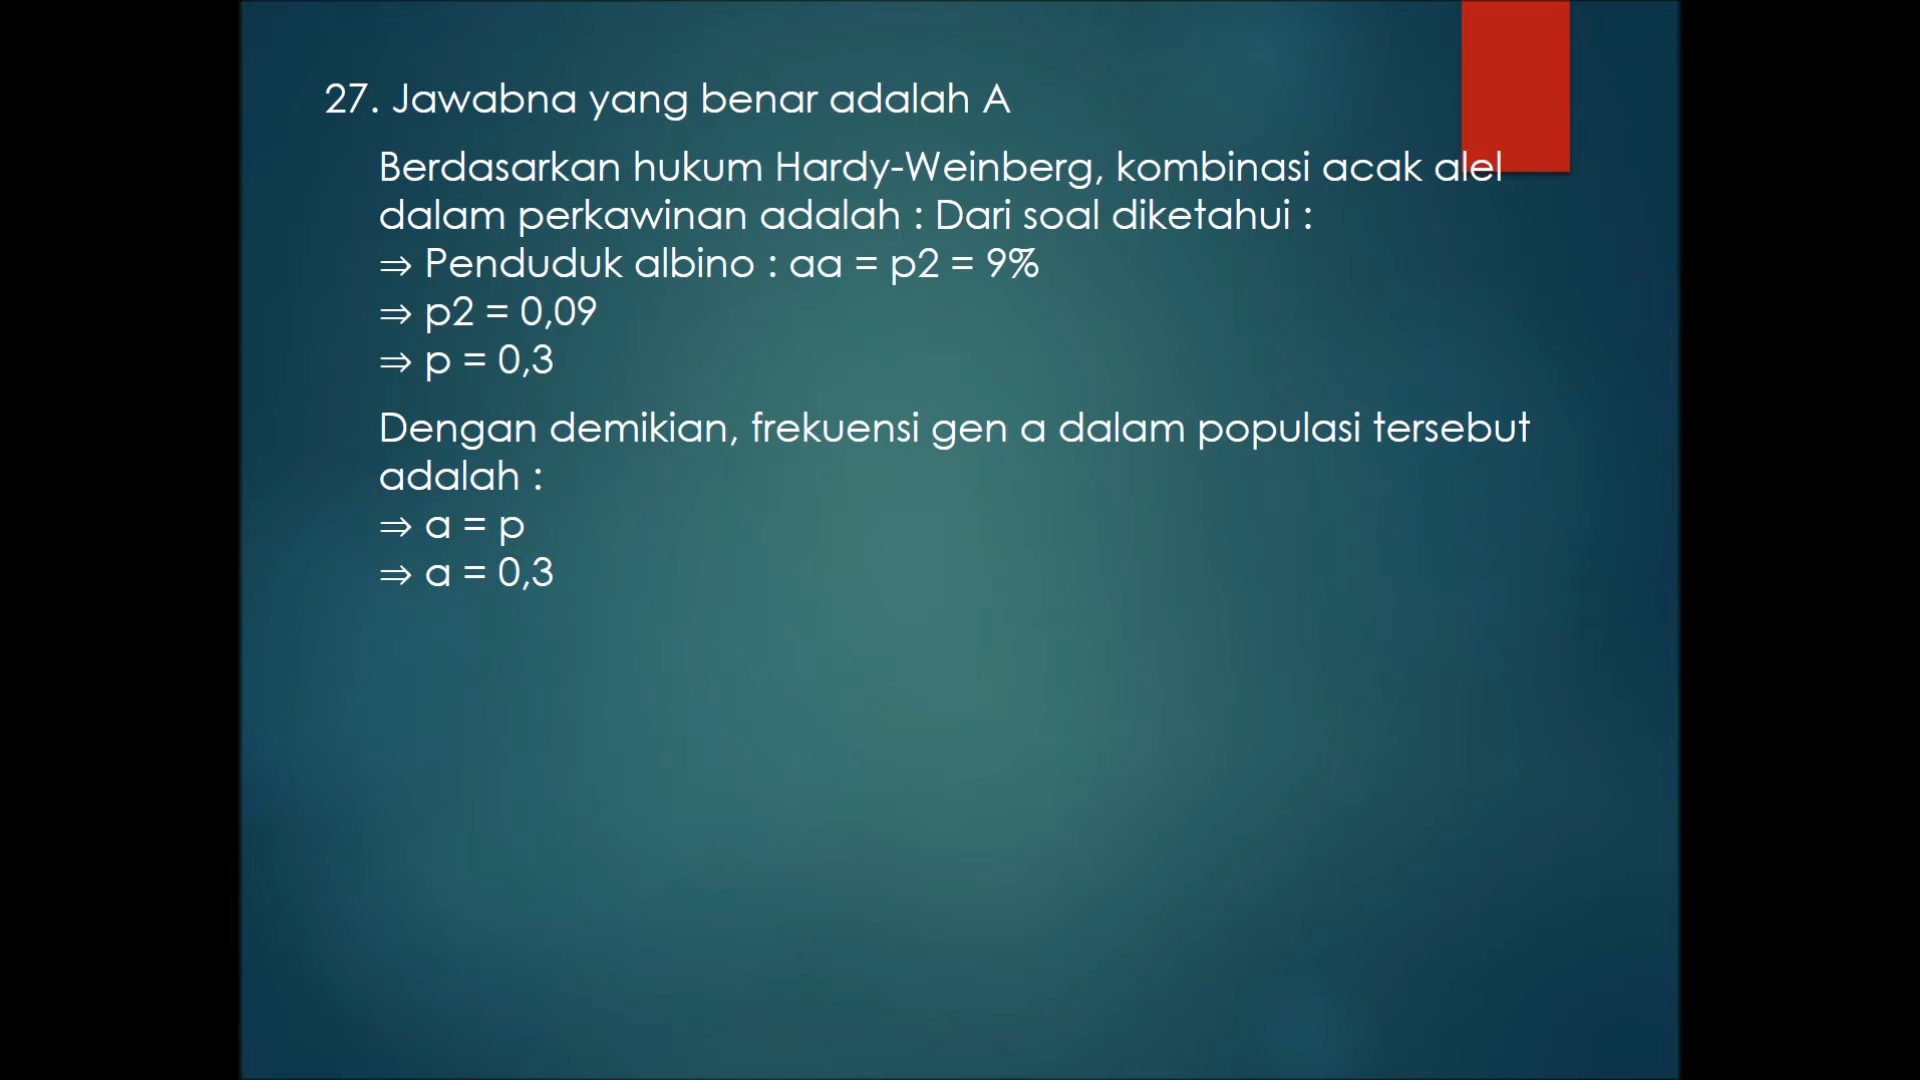 27. Jawabna yang benar adalah A
Berdasarkan hukum Hardy-Weinberg, kombinasi acak alel
dalam perkawinan adalah : Dari soal diketahui :
⇒ Penduduk albino : aa = p2 = 9%
⇒ p2 = 0,09
⇒ p = 0,3
Dengan demikian, frekuensi gen a dalam populasi tersebut
adalah :
⇒ a = p
⇒ a = 0,3